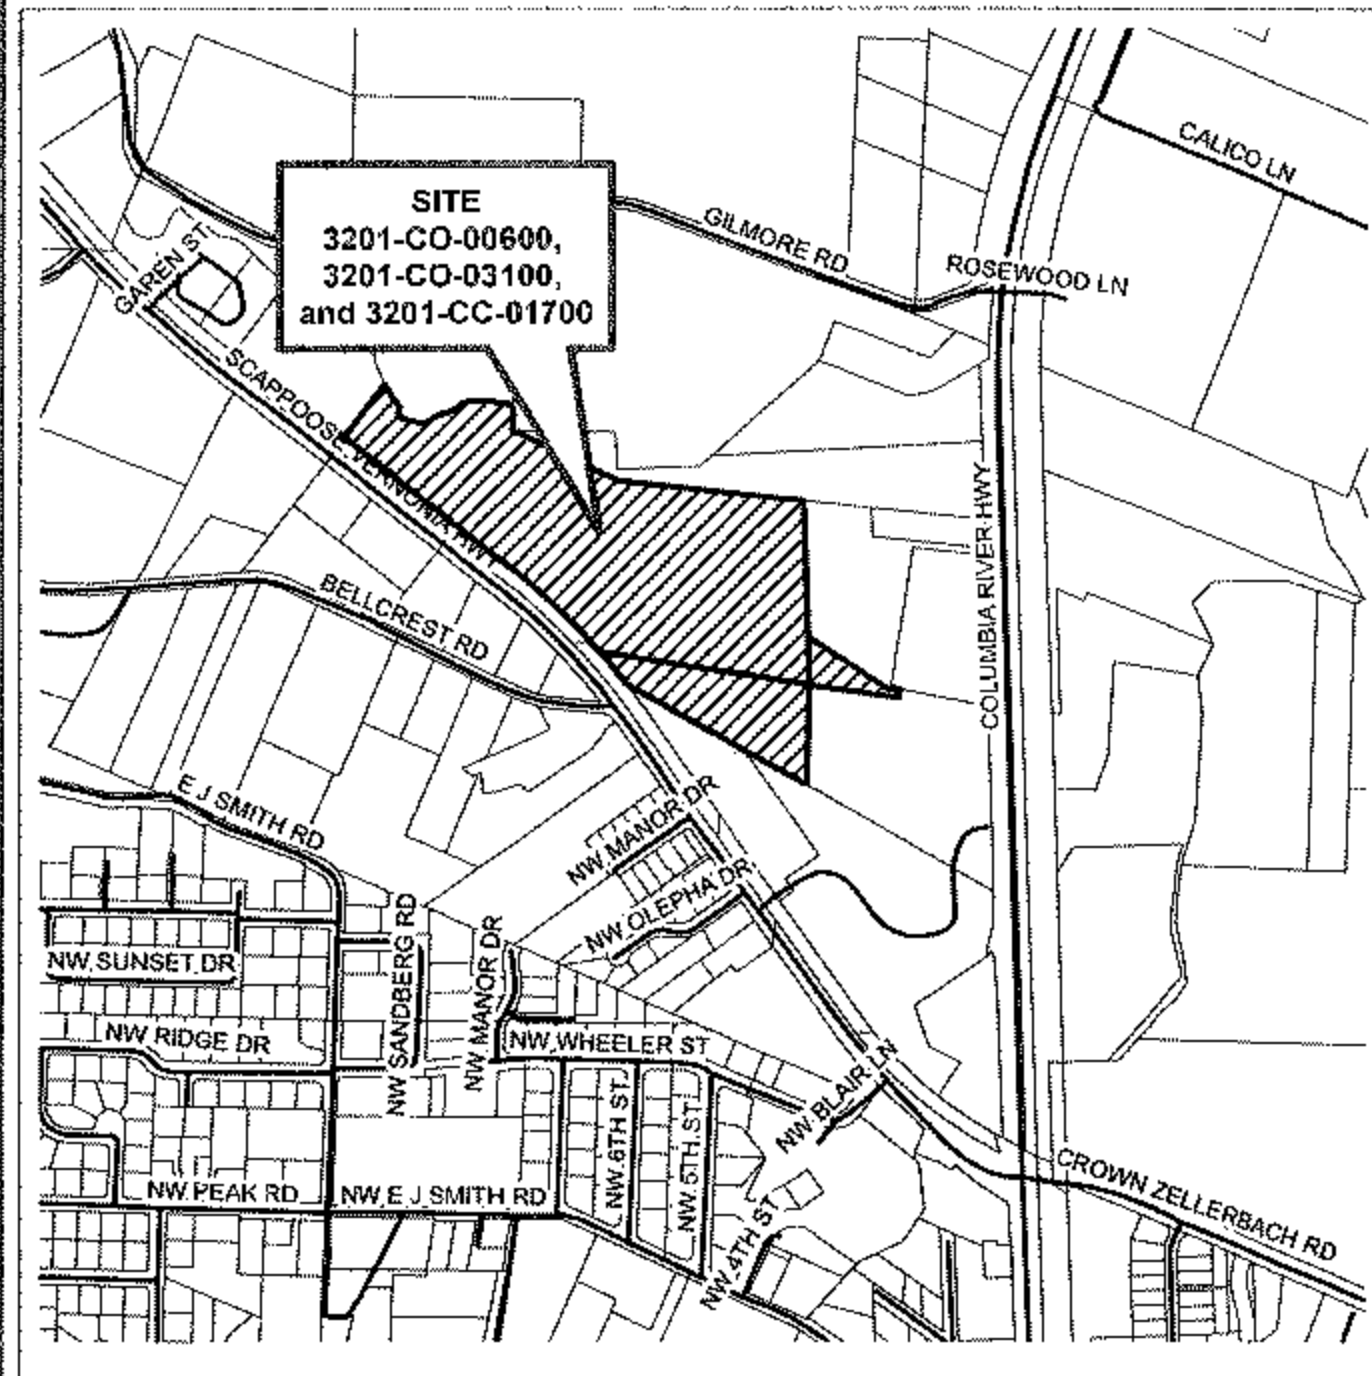 CALICO LN
SITE
3201-CO-00600,
3201-CO-03100,
and 3201-CC-01700
GILMORE RD
ROSEWOOD LN
GAREN ST
SCAPPOOSE VERNONIA HWY
COLUMBIA RIVER HWY
BELLCREST RD
E J SMITH RD
NW MANOR DR
NW OLEPHA DR
NW SUNSET DR
NW SANDBERG RD
NW MANOR DR
NW RIDGE DR
NW WHEELER ST
NW BLAIR LN
NW 6TH ST
NW 5TH ST
NW PEAK RD
NW E J SMITH RD
NW 4TH ST
CROWN ZELLERBACH RD